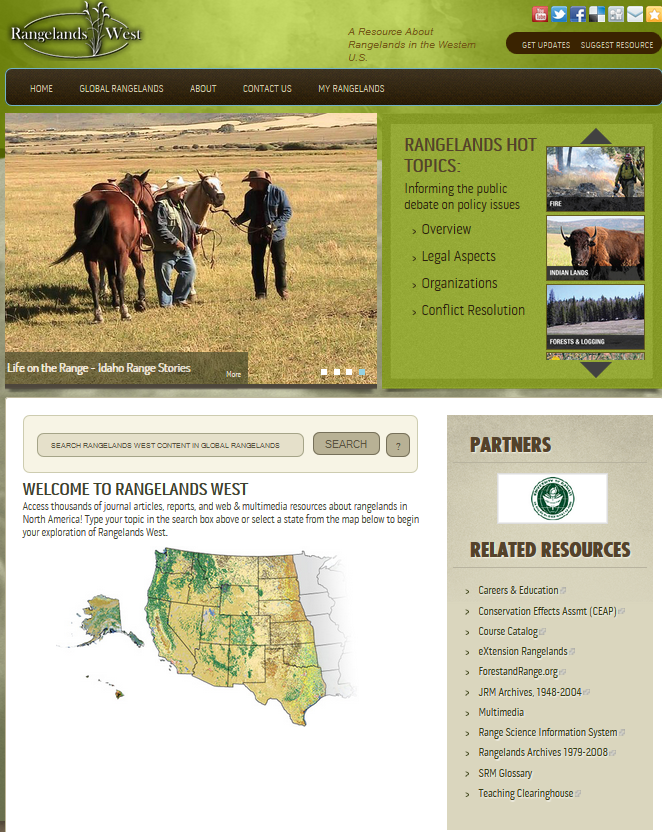 Rangelands West
A Resource About
Rangelands in the Western
U.S.
GET UPDATES SUGGEST RESOURCE
HOME GLOBAL RANGELANDS ABOUT CONTACT US MY RANGELANDS
Life on the Range - Idaho Range Stories
More
RANGELANDS HOT
TOPICS:
Informing the public
debate on policy issues
> Overview
> Legal Aspects
> Organizations
> Conflict Resolution
FIRE
INDIAN LANDS
FORESTS & LOGGING
SEARCH RANGELANDS WEST CONTENT IN GLOBAL RANGELANDS
SEARCH
?
WELCOME TO RANGELANDS WEST
Access thousands of journal articles, reports, and web & multimedia resources about rangelands in
North America! Type your topic in the search box above or select a state from the map below to begin
your exploration of Rangelands West.
PARTNERS
RELATED RESOURCES
> Careers & Education
> Conservation Effects Assmt (CEAP)
> Course Catalog
> eXtension Rangelands
> ForestandRange.org
> JRM Archives, 1948-2004
> Multimedia
> Range Science Information System
> Rangelands Archives 1979-2008
> SRM Glossary
> Teaching Clearinghouse